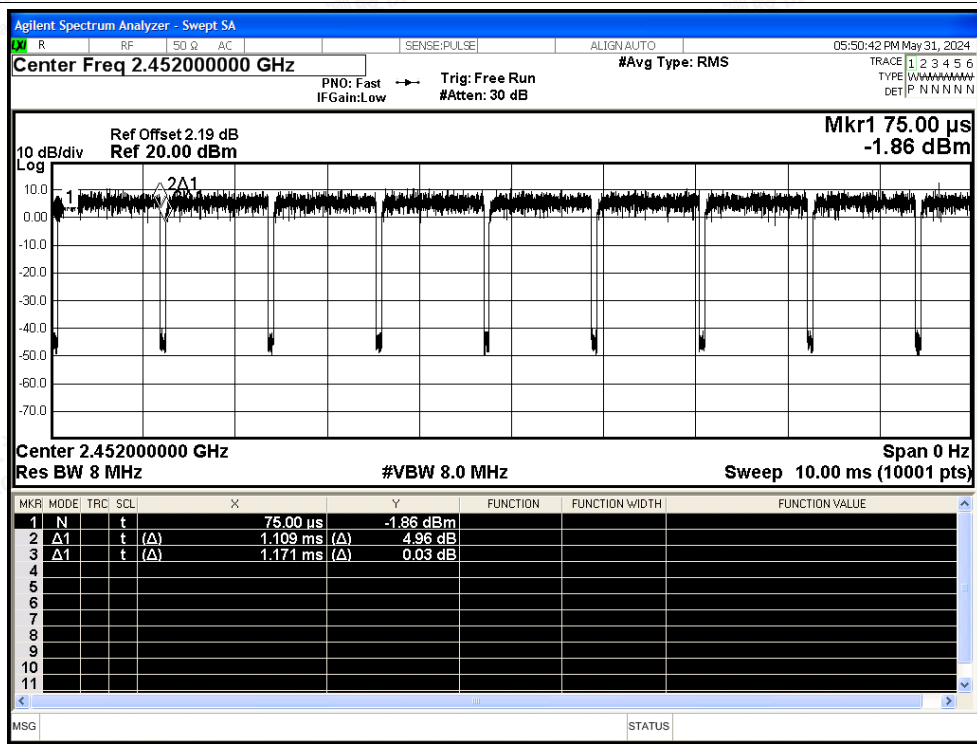 Agilent Spectrum Analyzer - Swept SA
LXI R RF 50 Ω AC SENSE:PULSE ALIGN AUTO 05:50:42 PM May 31, 2024
Center Freq 2.452000000 GHz
PNO: Fast
IFGain:Low
Trig: Free Run
#Atten: 30 dB
#Avg Type: RMS
TRACE 1 2 3 4 5 6
TYPE
DET P N N N N N
Ref Offset 2.19 dB
10 dB/div Ref 20.00 dBm
Log
Mkr1 75.00 µs
-1.86 dBm
10.0
0.00
-10.0
-20.0
-30.0
-40.0
-50.0
-60.0
-70.0
1
2Δ1
Center 2.452000000 GHz Span 0 Hz
Res BW 8 MHz #VBW 8.0 MHz Sweep 10.00 ms (10001 pts)
MKR MODE TRC SCL X Y FUNCTION FUNCTION WIDTH FUNCTION VALUE
1 N t 75.00 µs -1.86 dBm
2 Δ1 t (Δ) 1.109 ms (Δ) 4.96 dB
3 Δ1 t (Δ) 1.171 ms (Δ) 0.03 dB
4
5
6
7
8
9
10
11
MSG STATUS